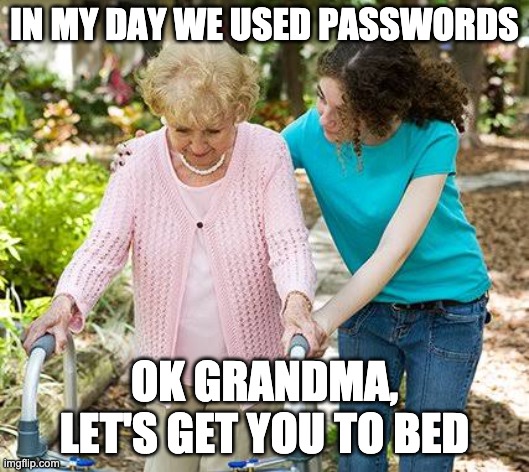 IN MY DAY WE USED PASSWORDS
OK GRANDMA,
LET'S GET YOU TO BED
imgflip.com